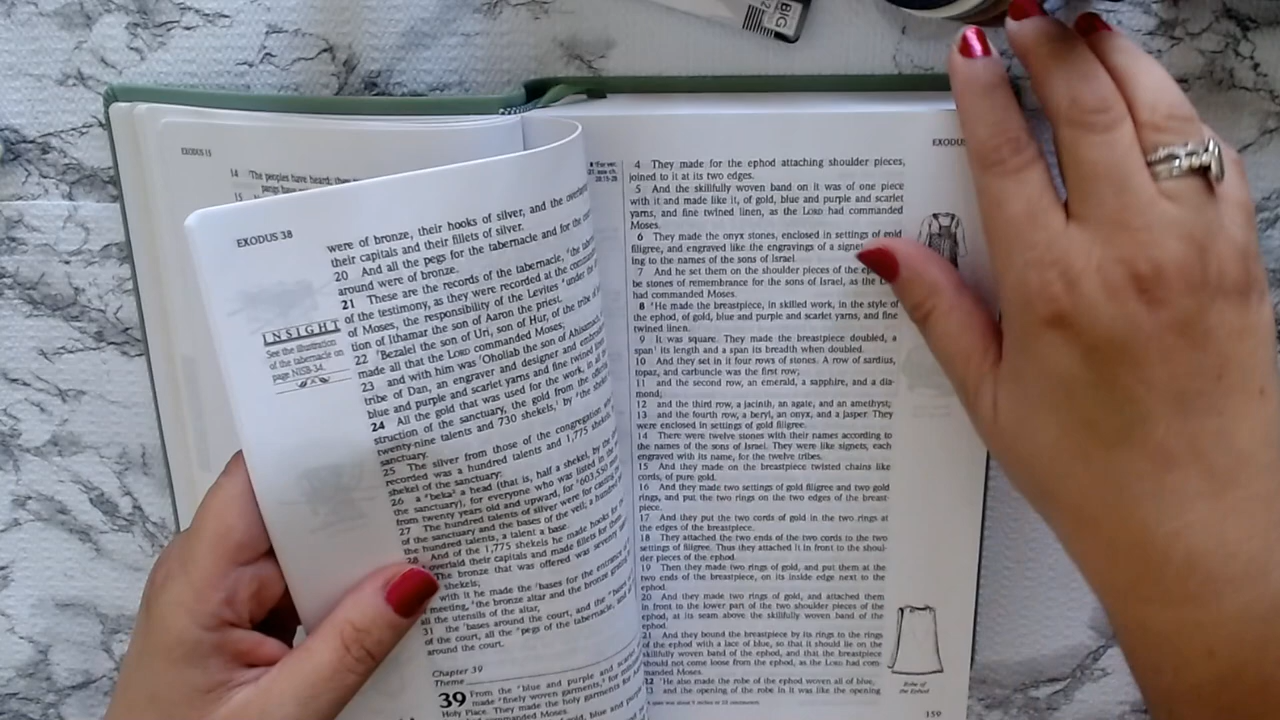 BIG
12
EXODUS 15
14 The peoples have heard; they
pangs have
15
EXODUS 38
were of bronze, their hooks of silver, and the
their capitals and their fillets of silver.
20 And all the pegs for the tabernacle and for the
around were of bronze.
21 These are the records of the tabernacle, the
of the testimony, as they were recorded at the
of Moses, the responsibility of the Levites under the
tion of Ithamar the son of Aaron the priest.
22 Bezalel the son of Uri, son of Hur, of the tribe of
made all that the LORD commanded Moses;
23 and with him was Oholiab the son of Ahisamach,
tribe of Dan, an engraver and designer and
blue and purple and scarlet yarns and fine twined
24 All the gold that was used for the work, in all
struction of the sanctuary, the gold from the
twenty-nine talents and 730 shekels, by the shekel
sanctuary.
25 The silver from those of the congregation
recorded was a hundred talents and 1,775 shekels,
shekel of the sanctuary:
26 a beka a head (that is, half a shekel, by the
the sanctuary), for everyone who was listed in the
from twenty years old and upward, for 603,550
27 The hundred talents of silver were for casting
of the sanctuary and the bases of the veil; a hundred
the hundred talents, a talent a base.
28 And of the 1,775 shekels he made hooks for
overlaid their capitals and made fillets for
The bronze that was offered was seventy
shekels;
with it he made the bases for the entrance
meeting, the bronze altar and the bronze grating
all the utensils of the altar,
31 the bases around the court, and the bases
of the court, all the pegs of the tabernacle, and
around the court.
INSIGHT
See the illustration
of the tabernacle on
page NISB-34.
Chapter 39
Theme
39 From the blue and purple and scarlet
made finely woven garments, for
Holy Place. They made the holy garments for
commanded Moses.
EXODUS
For ver.
4 They made for the ephod attaching shoulder pieces,
joined to it at its two edges.
5 And the skillfully woven band on it was of one piece
with it and made like it, of gold, blue and purple and scarlet
yarns, and fine twined linen, as the LORD had commanded
Moses.
6 They made the onyx stones, enclosed in settings of gold
filigree, and engraved like the engravings of a signet,
ing to the names of the sons of Israel.
7 And he set them on the shoulder pieces of the
be stones of remembrance for the sons of Israel, as the
had commanded Moses.
8 He made the breastpiece, in skilled work, in the style of
the ephod, of gold, blue and purple and scarlet yarns, and fine
twined linen.
9 It was square. They made the breastpiece doubled, a
span its length and a span its breadth when doubled.
10 And they set in it four rows of stones. A row of sardius,
topaz, and carbuncle was the first row;
11 and the second row, an emerald, a sapphire, and a dia-
mond;
12 and the third row, a jacinth, an agate, and an amethyst;
13 and the fourth row, a beryl, an onyx, and a jasper. They
were enclosed in settings of gold filigree.
14 There were twelve stones with their names according to
the names of the sons of Israel. They were like signets, each
engraved with its name, for the twelve tribes.
15 And they made on the breastpiece twisted chains like
cords, of pure gold.
16 And they made two settings of gold filigree and two gold
rings, and put the two rings on the two edges of the breast-
piece.
17 And they put the two cords of gold in the two rings at
the edges of the breastpiece.
18 They attached the two ends of the two cords to the two
settings of filigree. Thus they attached it in front to the shoul-
der pieces of the ephod.
19 Then they made two rings of gold, and put them at the
two ends of the breastpiece, on its inside edge next to the
ephod.
20 And they made two rings of gold, and attached them
in front to the lower part of the two shoulder pieces of the
ephod, at its seam above the skillfully woven band of the
ephod.
21 And they bound the breastpiece by its rings to the rings
of the ephod with a lace of blue, so that it should lie on the
skillfully woven band of the ephod, and that the breastpiece
should not come loose from the ephod, as the LORD had com-
manded Moses.
22 He also made the robe of the ephod woven all of blue,
23 and the opening of the robe in it was like the opening
Robe of
the Ephod
159